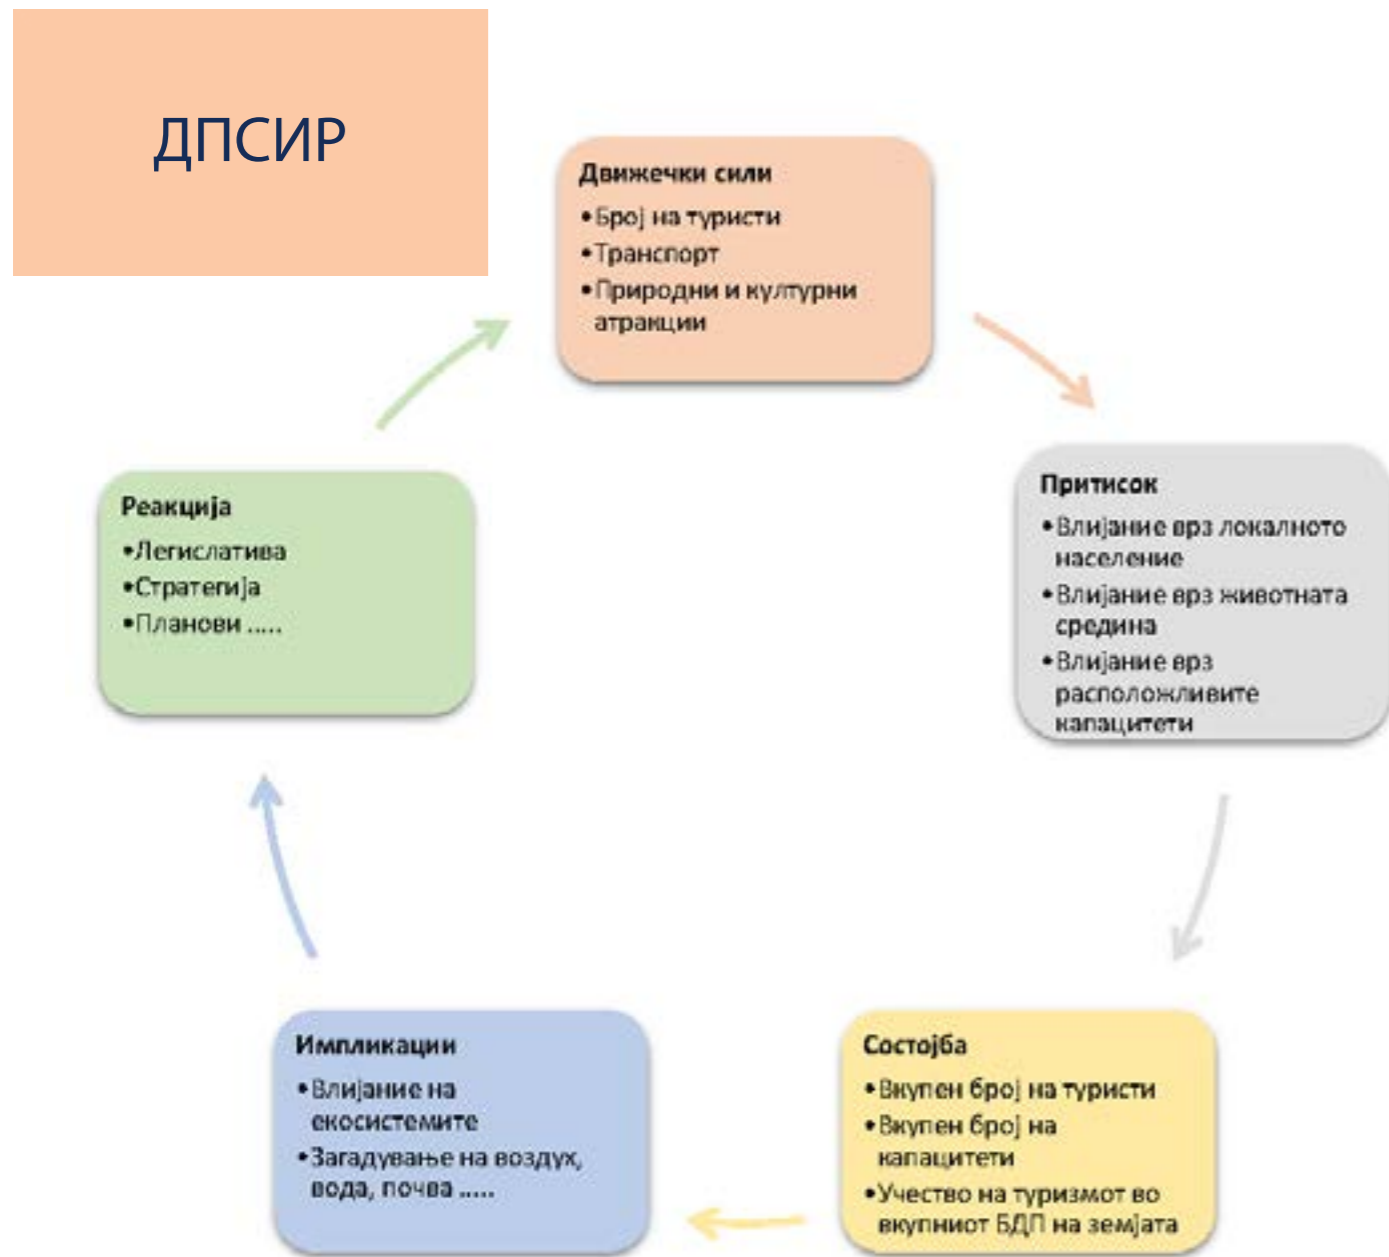 ДПСИР
Движечки сили
•Број на туристи
•Транспорт
•Природни и културни
атракции
Притисок
•Влијание врз локалното
население
•Влијание врз животната
средина
•Влијание врз
расположливите
капацитети
Состојба
•Вкупен број на туристи
•Вкупен број на
капацитети
•Учество на туризмот во
вкупниот БДП на земјата
Импликации
•Влијание на
екосистемите
•Загадување на воздух,
вода, почва .....
Реакција
•Легислатива
•Стратегија
•Планови .....